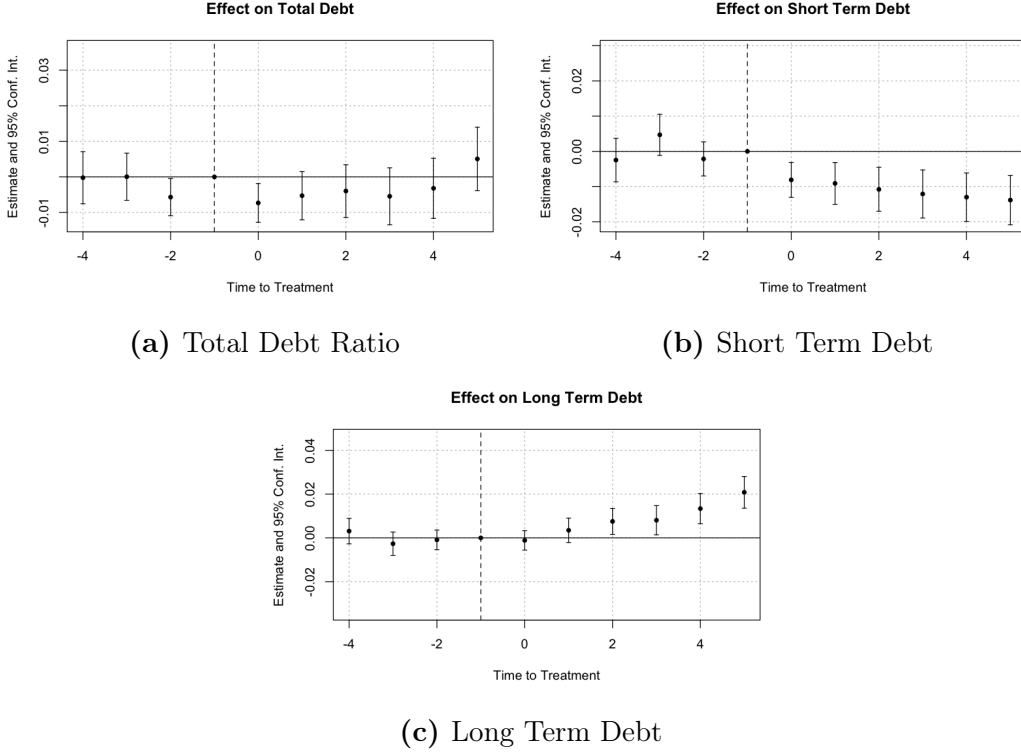 Effect on Total Debt
Estimate and 95% Conf. Int.
0.03
0.01
-0.01
-4
-2
0
2
4
Time to Treatment
(a) Total Debt Ratio
Effect on Short Term Debt
Estimate and 95% Conf. Int.
0.02
0.00
-0.02
-4
-2
0
2
4
Time to Treatment
(b) Short Term Debt
Effect on Long Term Debt
Estimate and 95% Conf. Int.
0.04
0.02
0.00
-0.02
-4
-2
0
2
4
Time to Treatment
(c) Long Term Debt